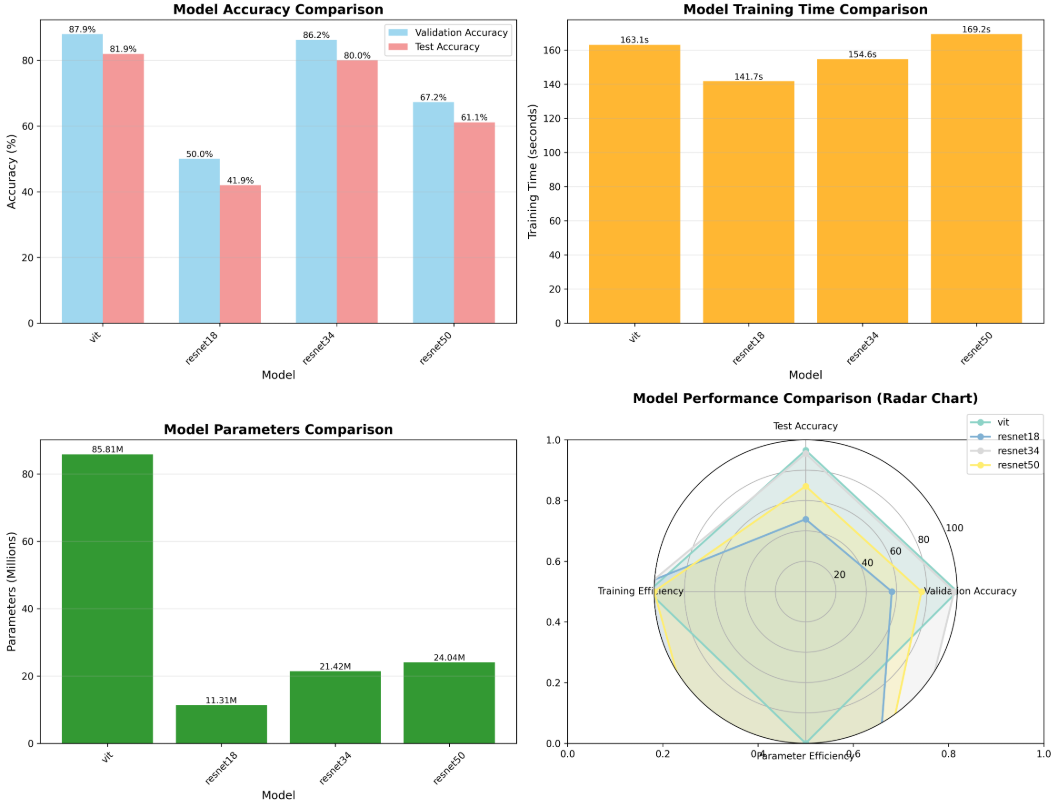 Model Accuracy Comparison
87.9%
81.9%
50.0%
41.9%
86.2%
80.0%
67.2%
61.1%
Validation Accuracy
Test Accuracy
Accuracy (%)
80
60
40
20
0
vit
resnet18
resnet34
resnet50
Model
Model Training Time Comparison
163.1s
141.7s
154.6s
169.2s
Training Time (seconds)
160
140
120
100
80
60
40
20
0
vit
resnet18
resnet34
resnet50
Model
Model Parameters Comparison
85.81M
11.31M
21.42M
24.04M
Parameters (Millions)
80
60
40
20
0
vit
resnet18
resnet34
resnet50
Model
Model Performance Comparison (Radar Chart)
vit
resnet18
resnet34
resnet50
Test Accuracy
Training Efficiency
Validation Accuracy
Parameter Efficiency
100
80
60
40
20
1.0
0.8
0.6
0.4
0.2
0.0
0.0
0.2
0.4
0.6
0.8
1.0